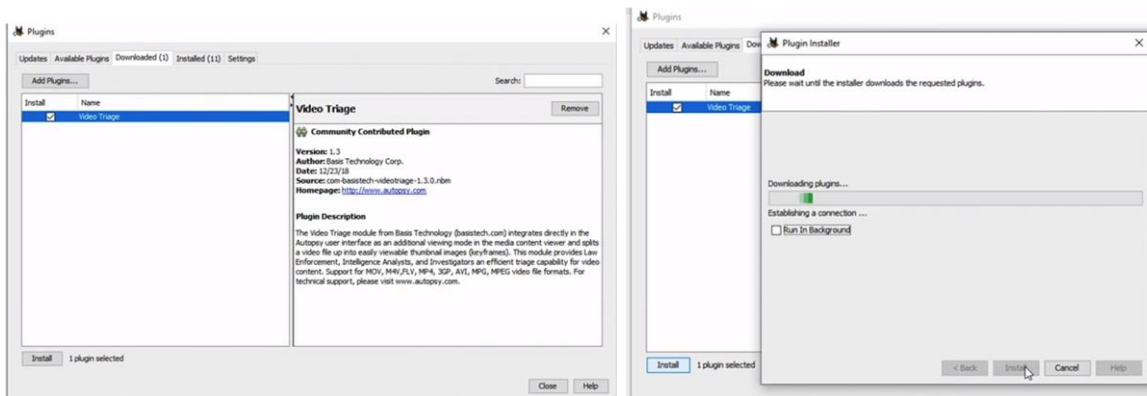 Plugins
Updates Available Plugins Downloaded (1) Installed (11) Settings
Add Plugins...
Search:
Install Name
Video Triage
Video Triage
Remove
Community Contributed Plugin
Version: 1.3
Author: Basis Technology Corp.
Date: 12/23/18
Source: com-basistech-videotriage-1.3.0.nbm
Homepage: http://www.autopsy.com
Plugin Description
The Video Triage module from Basis Technology (basistech.com) integrates directly in the
Autopsy user interface as an additional viewing mode in the media content viewer and splits
a video file up into easily viewable thumbnail images (keyframes). This module provides Law
Enforcement, Intelligence Analysts, and Investigators an efficient triage capability for video
content. Support for MOV, M4V,FLV, MP4, 3GP, AVI, MPG, MPEG video file formats. For
technical support, please visit www.autopsy.com.
Install 1 plugin selected
Close Help
Plugins
Updates Available Plugins Dow
Add Plugins...
Install Name
Video Triage
Install 1 plugin selected
Plugin Installer
Download
Please wait until the installer downloads the requested plugins.
Downloading plugins...
Establishing a connection ...
Run In Background
< Back Install Cancel Help